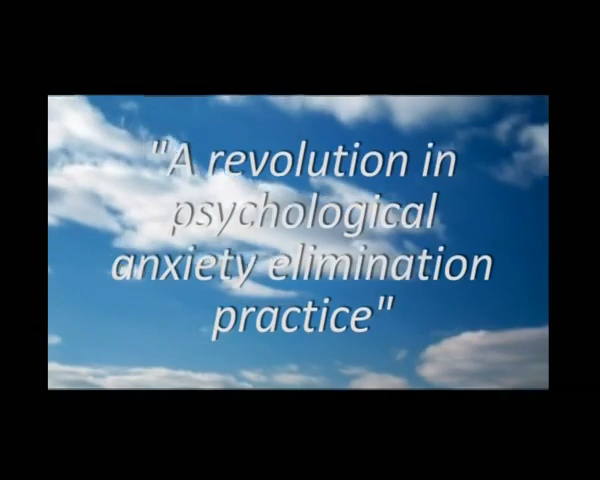 "A revolution in
psychological
anxiety elimination
practice"